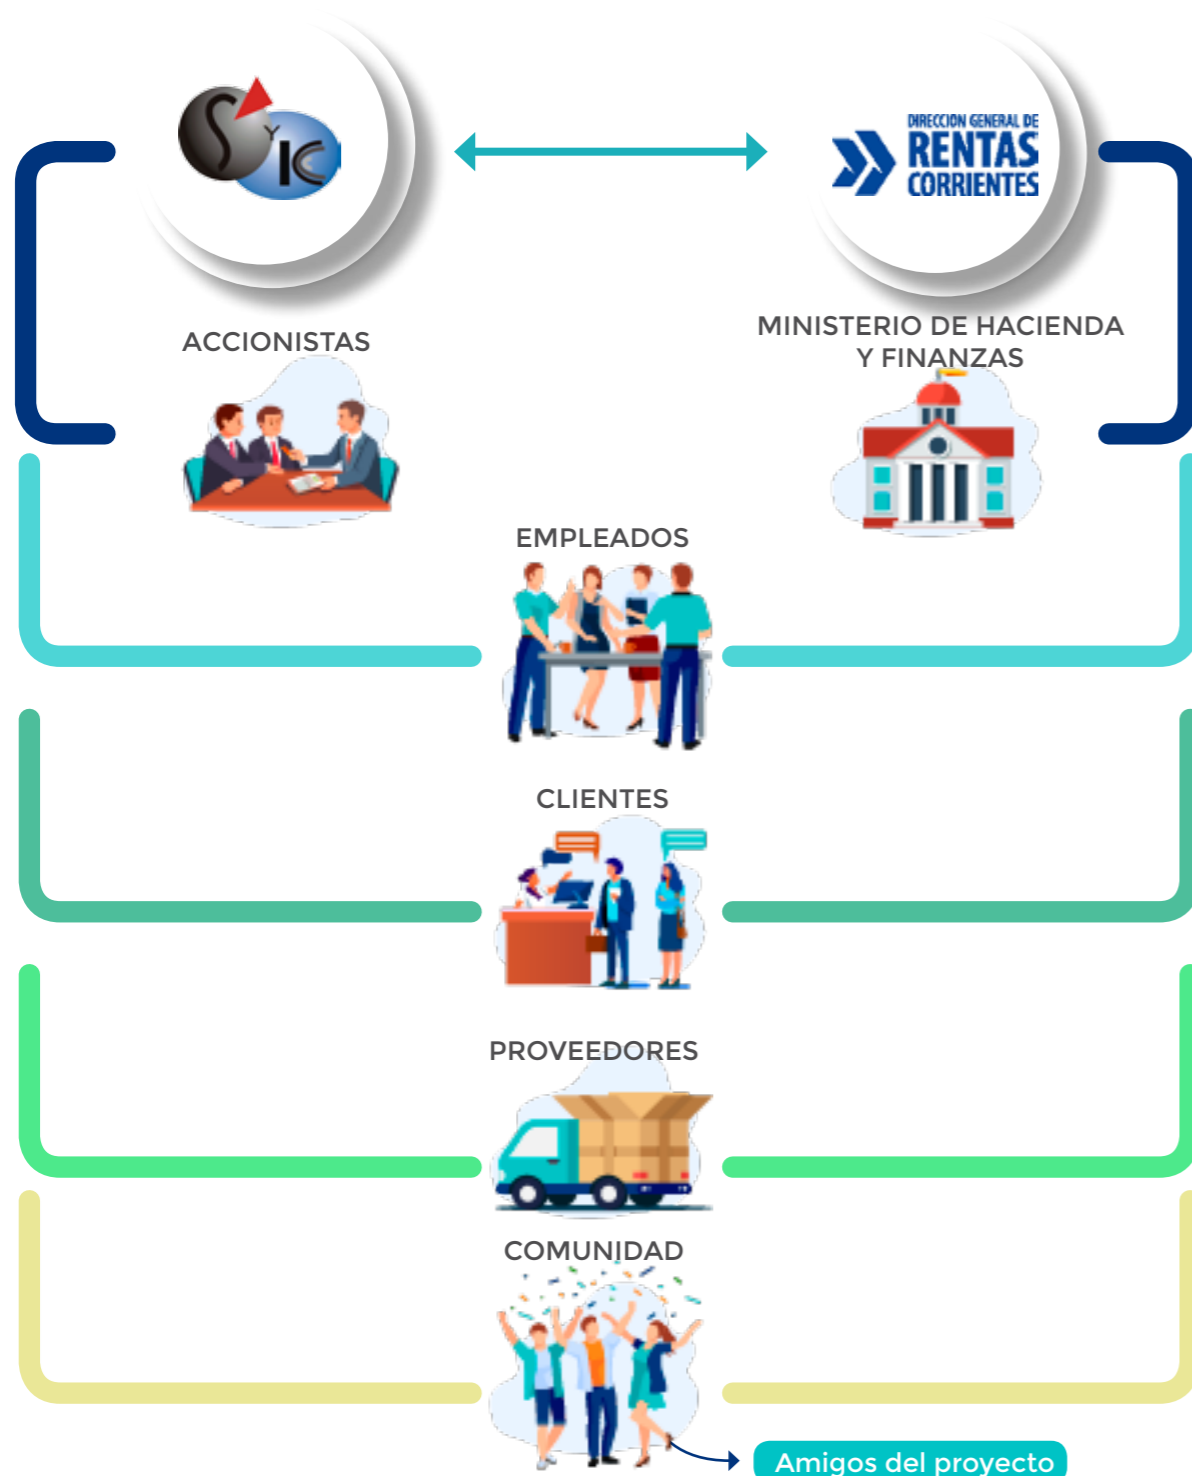 S Y K
DIRECCION GENERAL DE
RENTAS
CORRIENTES
ACCIONISTAS
MINISTERIO DE HACIENDA
Y FINANZAS
EMPLEADOS
CLIENTES
PROVEEDORES
COMUNIDAD
Amigos del proyecto